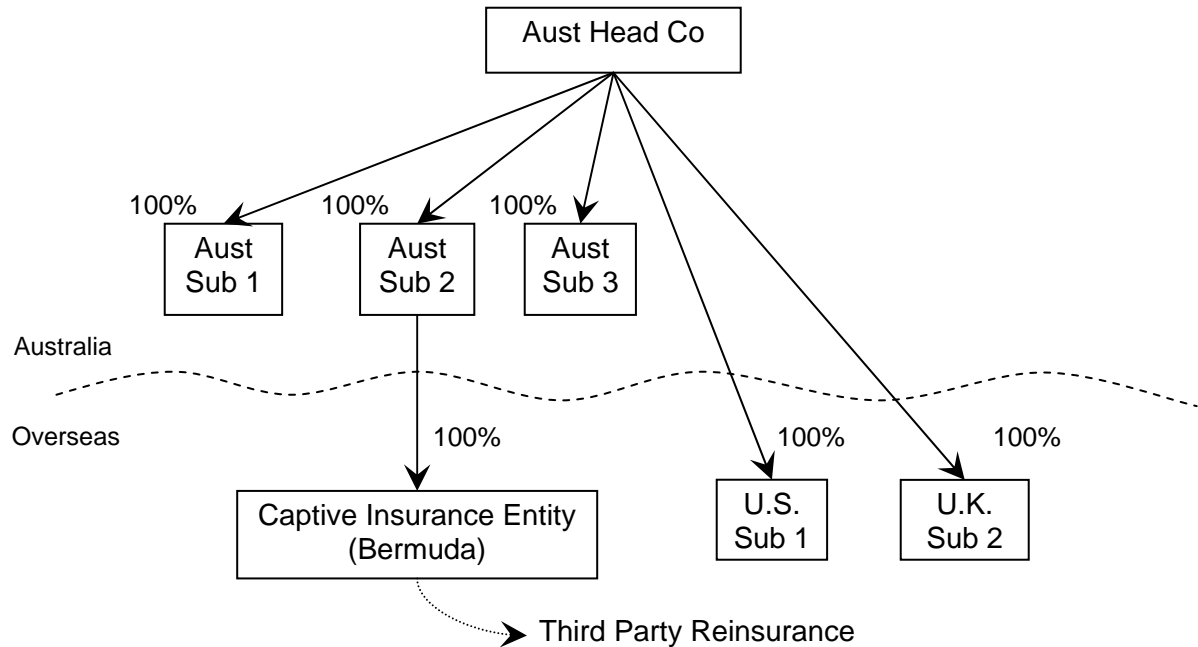 Aust Head Co
100%
100%
100%
Aust
Sub 1
Aust
Sub 2
Aust
Sub 3
Australia
Overseas
100%
100%
100%
Captive Insurance Entity
(Bermuda)
U.S.
Sub 1
U.K.
Sub 2
Third Party Reinsurance